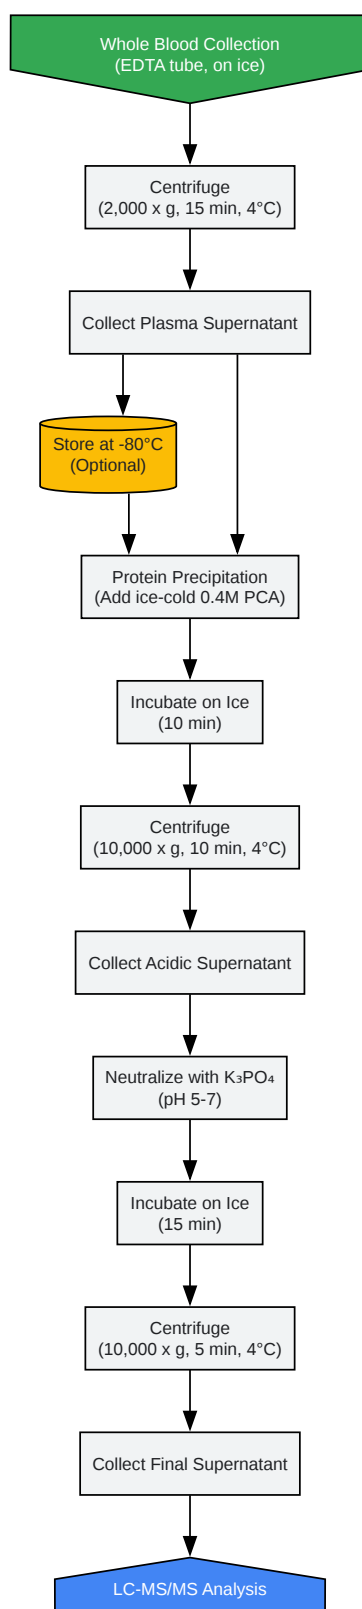 Whole Blood Collection
(EDTA tube, on ice)
Centrifuge
(2,000 x g, 15 min, 4°C)
Collect Plasma Supernatant
Store at -80°C
(Optional)
Protein Precipitation
(Add ice-cold 0.4M PCA)
Incubate on Ice
(10 min)
Centrifuge
(10,000 x g, 10 min, 4°C)
Collect Acidic Supernatant
Neutralize with K₃PO₄
(pH 5-7)
Incubate on Ice
(15 min)
Centrifuge
(10,000 x g, 5 min, 4°C)
Collect Final Supernatant
LC-MS/MS Analysis